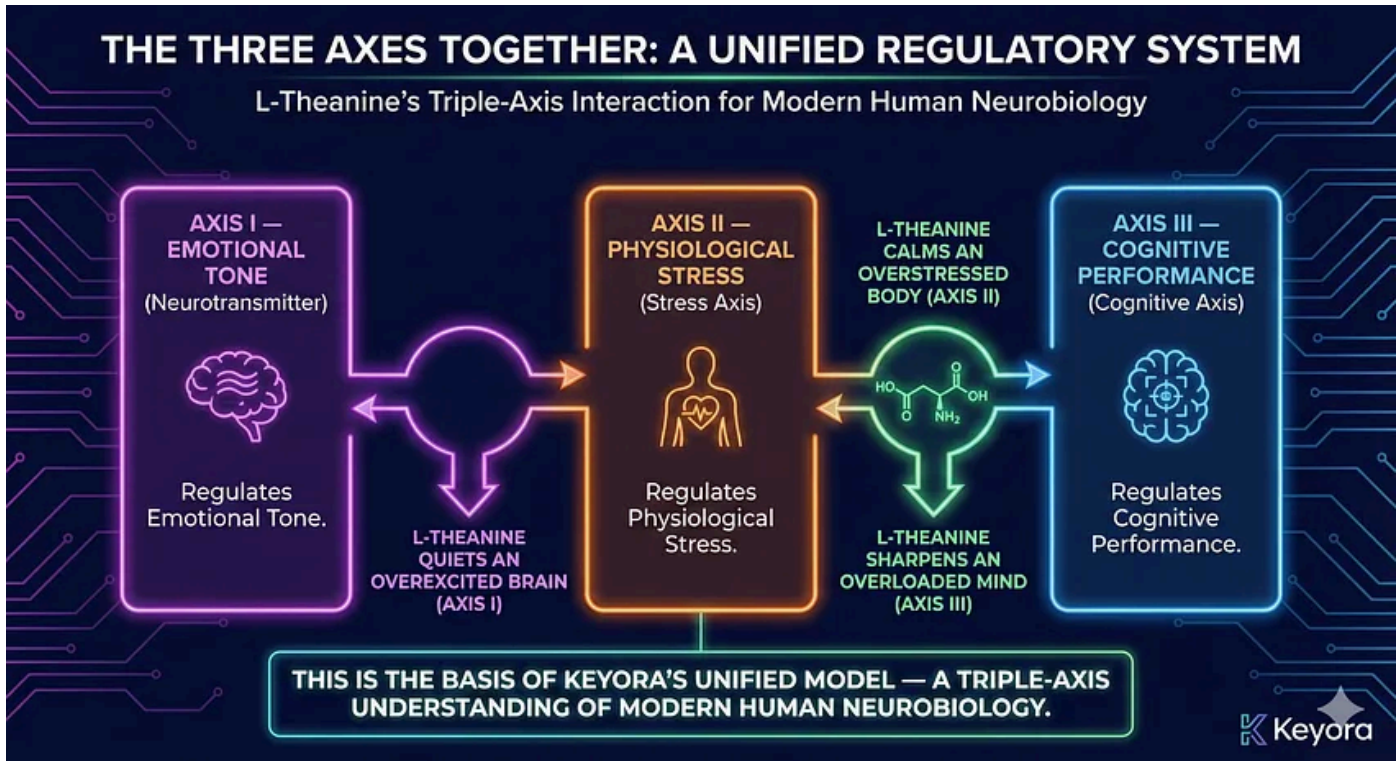 THE THREE AXES TOGETHER: A UNIFIED REGULATORY SYSTEM
L-Theanine's Triple-Axis Interaction for Modern Human Neurobiology
AXIS I —
EMOTIONAL
TONE
(Neurotransmitter)
Regulates
Emotional Tone.
L-THEANINE
QUIETS AN
OVEREXCITED BRAIN
(AXIS I)
AXIS II —
PHYSIOLOGICAL
STRESS
(Stress Axis)
Regulates
Physiological
Stress.
L-THEANINE
CALMS AN
OVERSTRESSED
BODY (AXIS II)
HO
O
O
OH
NH₂
L-THEANINE
SHARPENS AN
OVERLOADED MIND
(AXIS III)
AXIS III —
COGNITIVE
PERFORMANCE
(Cognitive Axis)
Regulates
Cognitive
Performance.
THIS IS THE BASIS OF KEYORA'S UNIFIED MODEL — A TRIPLE-AXIS
UNDERSTANDING OF MODERN HUMAN NEUROBIOLOGY.
Keyora